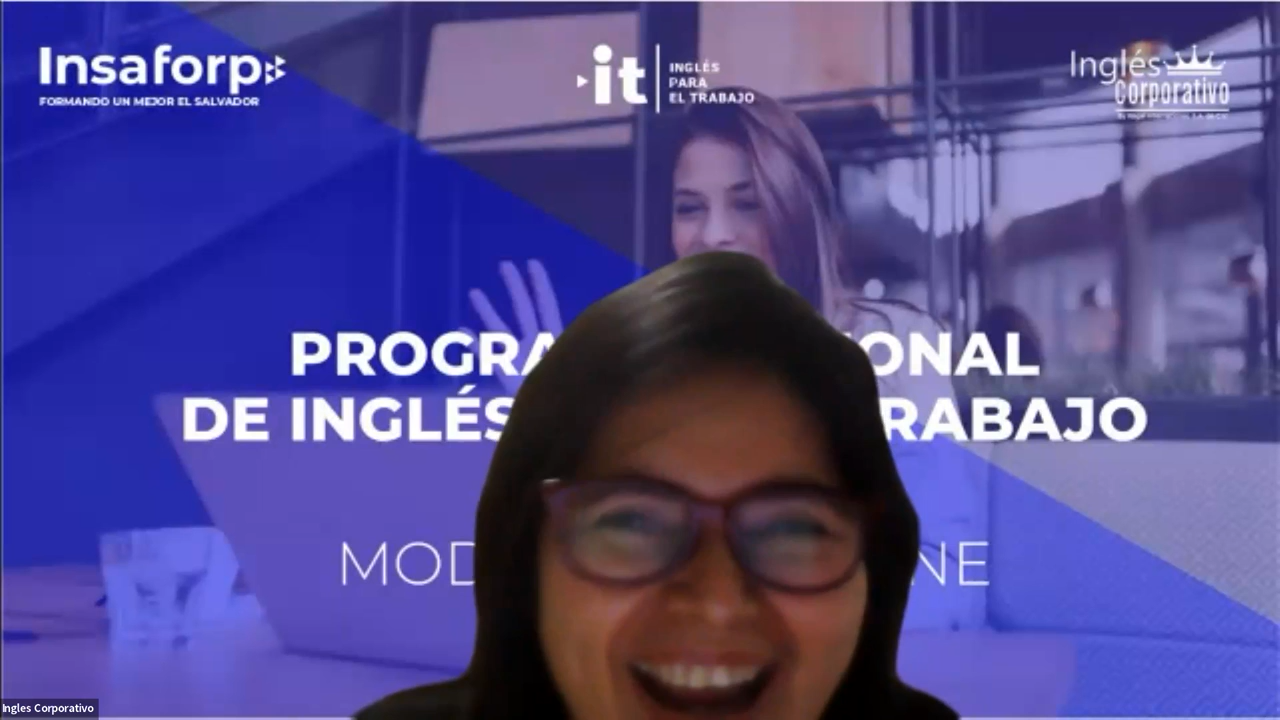 Insaforp
FORMANDO UN MEJOR EL SALVADOR
it
INGLÉS
PARA
EL TRABAJO
Inglés
corporativo
PROGRA ONAL
DE INGLÉS TRABAJO
MOD NE
Ingles Corporativo